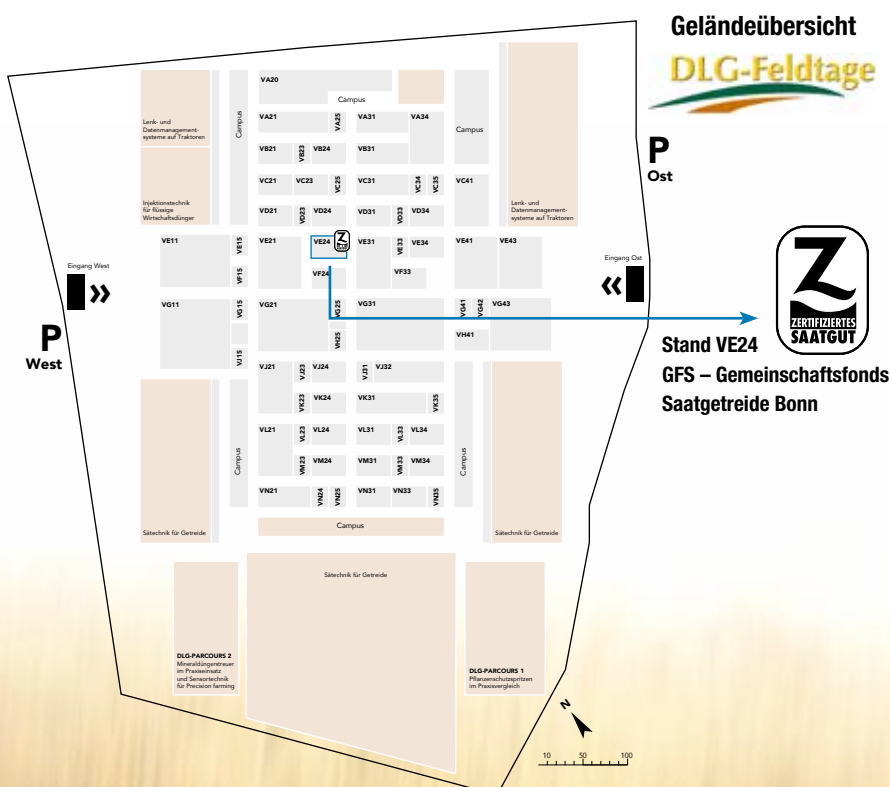 Geländeübersicht
DLG-Feldtage
P
Ost
Lenk- und
Datenmanagement-
systeme auf Traktoren
Injektionstechnik
für flüssige
Wirtschaftsdünger
Campus
VA20
Campus
VA21
VA25
VA31
VA34
Campus
VB21
VB23
VB24
VB31
VC21
VC23
VC25
VC31
VC34
VC35
VC41
Lenk- und
Datenmanagement-
systeme auf Traktoren
VD21
VD23
VD24
VD31
VD33
VD34
VE11
VE15
VE21
VE24
Z
VE31
VE33
VE34
VE41
VE43
Eingang West
»
Eingang Ost
«
VF15
VF24
VF33
VG11
VG15
VG21
VG25
VG31
VG41
VG42
VG43
P
West
VH25
VH41
Z
ZERTIFIZIERTES
SAATGUT
Stand VE24
GFS – Gemeinschaftsfonds
Saatgetreide Bonn
VJ15
VJ21
VJ23
VJ24
VJ31
VJ32
VK23
VK24
VK31
VK35
VL21
VL23
VL24
VL31
VL33
VL34
Campus
Campus
VM23
VM24
VM31
VM33
VM34
VN21
VN24
VN25
VN31
VN33
VN35
Sätechnik für Getreide
Campus
Sätechnik für Getreide
Sätechnik für Getreide
DLG-PARCOURS 2
Mineraldüngerstreuer
im Praxiseinsatz
und Sensortechnik
für Precision farming
DLG-PARCOURS 1
Pflanzenschutzspritzen
im Praxisvergleich
N
10 50 100